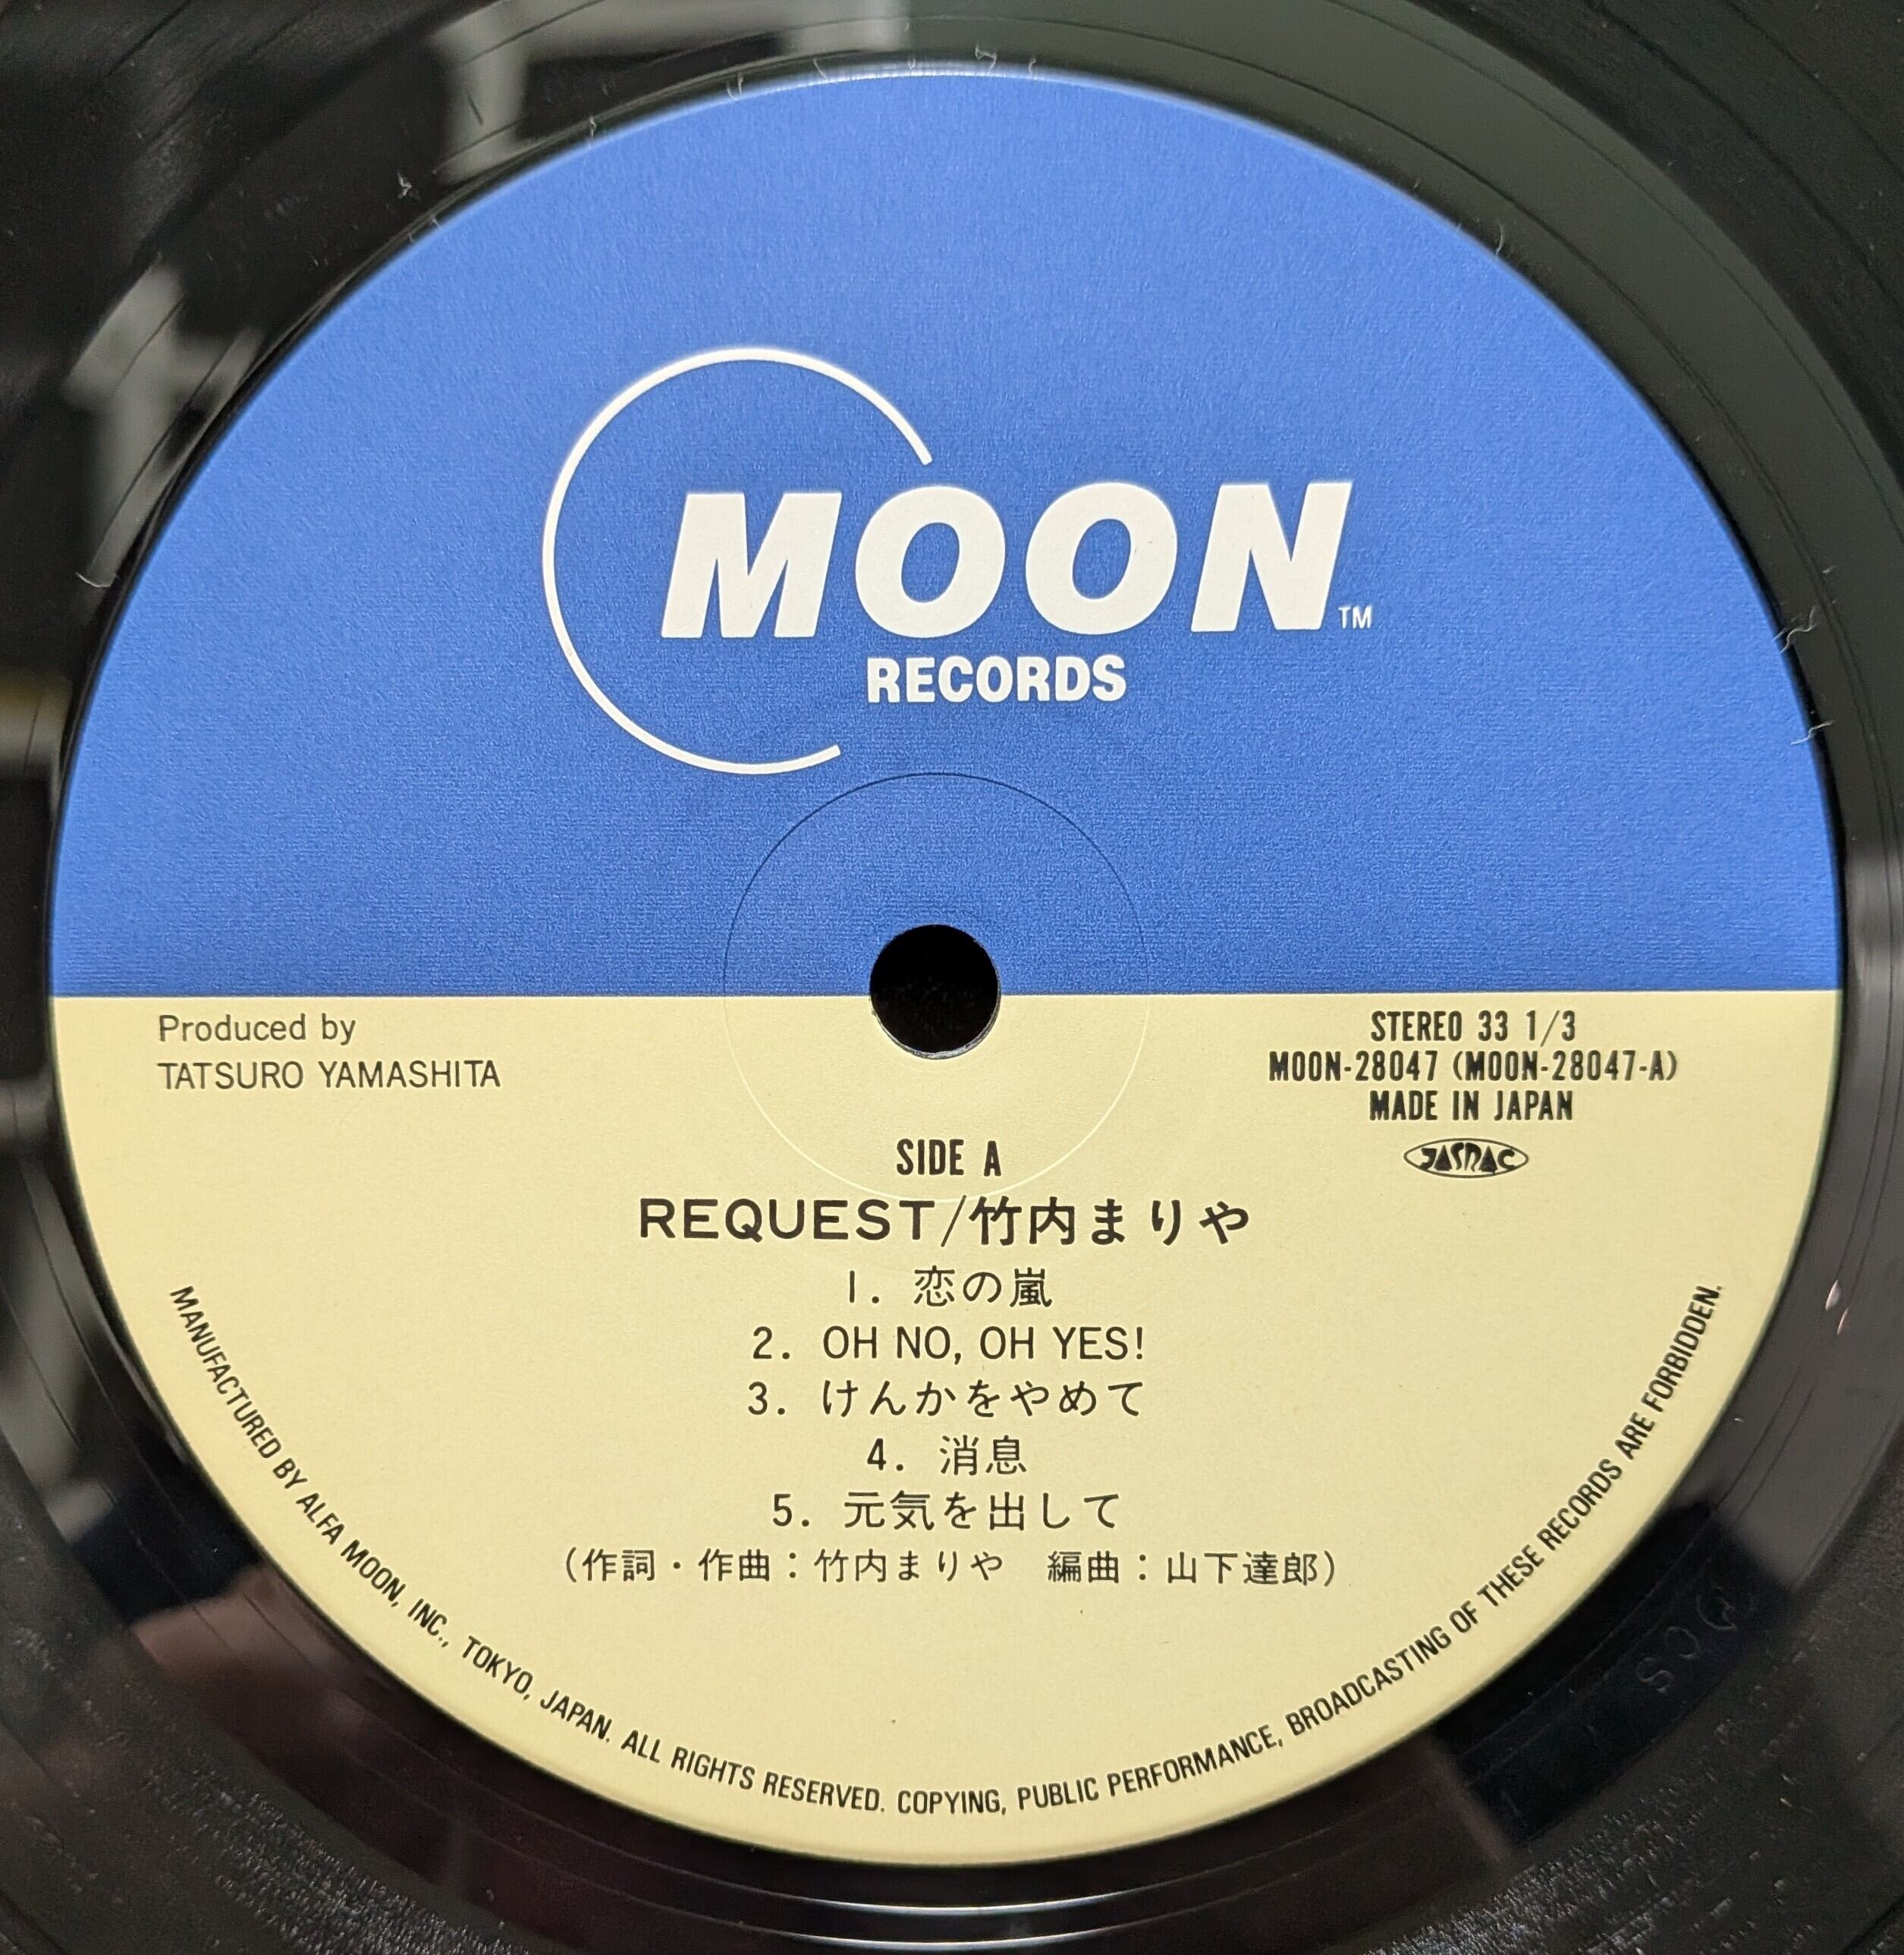 MOON
TM
RECORDS
Produced by
TATSURO YAMASHITA
STEREO 33 1/3
MOON-28047 (MOON-28047-A)
MADE IN JAPAN
JASRAC
SIDE A
REQUEST/竹内まりや
1. 恋の嵐
2. OH NO, OH YES!
3. けんかをやめて
4. 消息
5. 元気を出して
(作詞・作曲：竹内まりや　編曲：山下達郎)
MANUFACTURED BY ALFA MOON, INC., TOKYO, JAPAN. ALL RIGHTS RESERVED. COPYING, PUBLIC PERFORMANCE, BROADCASTING OF THESE RECORDS ARE FORBIDDEN.